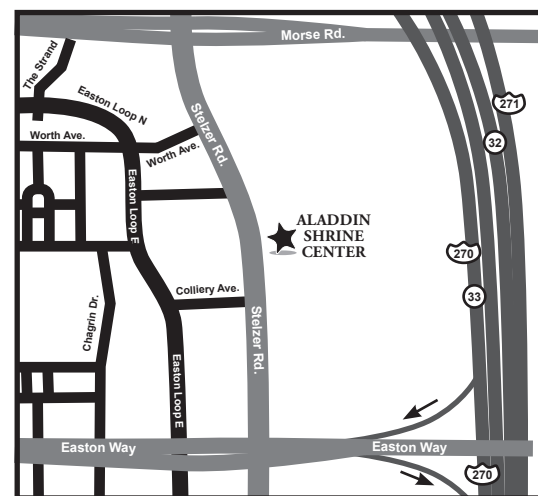 Morse Rd.
The Strand
Easton Loop N
271
Stelzer Rd.
Worth Ave.
32
Worth Ave.
Easton Loop E
ALADDIN
SHRINE
CENTER
270
Colliery Ave.
33
Chagrin Dr.
Stelzer Rd.
Easton Loop E
Easton Way
Easton Way
270